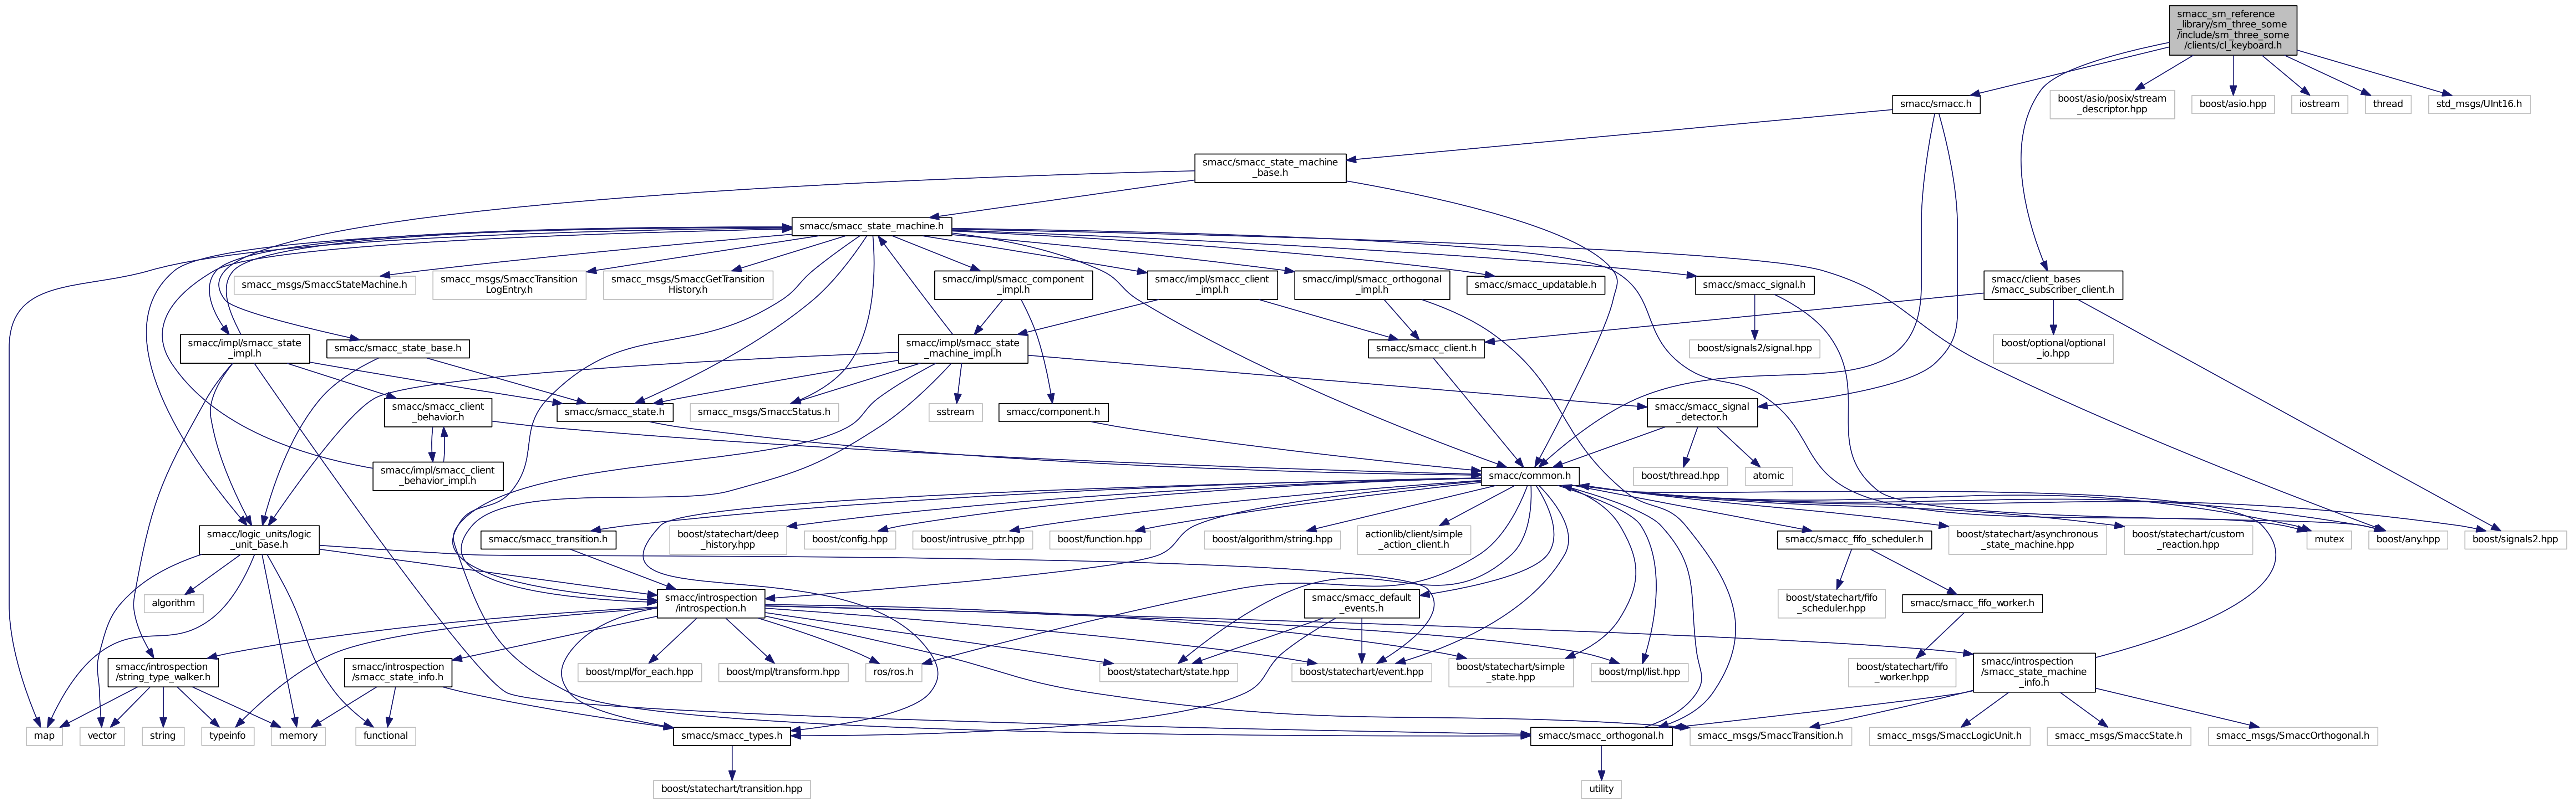 smacc_sm_reference
_library/sm_three_some
/include/sm_three_some
/clients/cl_keyboard.h
smacc/smacc.h
boost/asio/posix/stream
_descriptor.hpp
boost/asio.hpp
iostream
thread
std_msgs/UInt16.h
smacc/smacc_state_machine
_base.h
smacc/smacc_state_machine.h
smacc_msgs/SmaccStateMachine.h
smacc_msgs/SmaccTransition
LogEntry.h
smacc_msgs/SmaccGetTransition
History.h
smacc/impl/smacc_component
_impl.h
smacc/impl/smacc_client
_impl.h
smacc/impl/smacc_orthogonal
_impl.h
smacc/smacc_updatable.h
smacc/smacc_signal.h
smacc/client_bases
/smacc_subscriber_client.h
smacc/impl/smacc_state
_impl.h
smacc/smacc_state_base.h
smacc/impl/smacc_state
_machine_impl.h
smacc/smacc_client.h
boost/signals2/signal.hpp
boost/optional/optional
_io.hpp
smacc/smacc_client
_behavior.h
smacc/smacc_state.h
smacc_msgs/SmaccStatus.h
sstream
smacc/component.h
smacc/smacc_signal
_detector.h
smacc/impl/smacc_client
_behavior_impl.h
smacc/common.h
boost/thread.hpp
atomic
smacc/logic_units/logic
_unit_base.h
smacc/smacc_transition.h
boost/statechart/deep
_history.hpp
boost/config.hpp
boost/intrusive_ptr.hpp
boost/function.hpp
boost/algorithm/string.hpp
actionlib/client/simple
_action_client.h
smacc/smacc_fifo_scheduler.h
boost/statechart/asynchronous
_state_machine.hpp
boost/statechart/custom
_reaction.hpp
mutex
boost/any.hpp
boost/signals2.hpp
algorithm
smacc/introspection
/introspection.h
smacc/smacc_default
_events.h
boost/statechart/fifo
_scheduler.hpp
smacc/smacc_fifo_worker.h
smacc/introspection
/string_type_walker.h
smacc/introspection
/smacc_state_info.h
boost/mpl/for_each.hpp
boost/mpl/transform.hpp
ros/ros.h
boost/statechart/state.hpp
boost/statechart/event.hpp
boost/statechart/simple
_state.hpp
boost/mpl/list.hpp
boost/statechart/fifo
_worker.hpp
smacc/introspection
/smacc_state_machine
_info.h
map
vector
string
typeinfo
memory
functional
smacc/smacc_types.h
smacc/smacc_orthogonal.h
smacc_msgs/SmaccTransition.h
smacc_msgs/SmaccLogicUnit.h
smacc_msgs/SmaccState.h
smacc_msgs/SmaccOrthogonal.h
boost/statechart/transition.hpp
utility